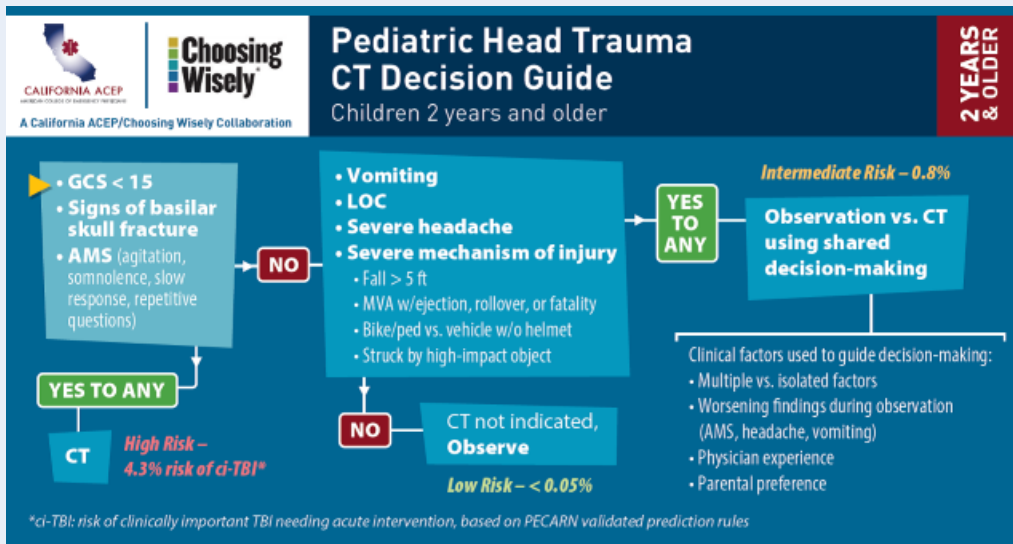 CALIFORNIA ACEP
AMERICAN COLLEGE OF EMERGENCY PHYSICIANS
Choosing
Wisely
A California ACEP/Choosing Wisely Collaboration
Pediatric Head Trauma
CT Decision Guide
Children 2 years and older
2 YEARS
& OLDER
• GCS < 15
• Signs of basilar
skull fracture
• AMS (agitation,
somnolence, slow
response, repetitive
questions)
NO
• Vomiting
• LOC
• Severe headache
• Severe mechanism of injury
• Fall > 5 ft
• MVA w/ejection, rollover, or fatality
• Bike/ped vs. vehicle w/o helmet
• Struck by high-impact object
YES
TO
ANY
Intermediate Risk – 0.8%
Observation vs. CT
using shared
decision-making
Clinical factors used to guide decision-making:
• Multiple vs. isolated factors
• Worsening findings during observation
(AMS, headache, vomiting)
• Physician experience
• Parental preference
YES TO ANY
CT
High Risk –
4.3% risk of ci-TBI*
NO
CT not indicated,
Observe
Low Risk – < 0.05%
*ci-TBI: risk of clinically important TBI needing acute intervention, based on PECARN validated prediction rules